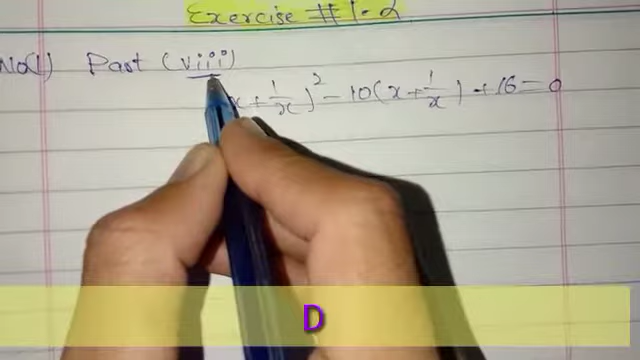 Exercise #1.2
No(1) Part (viii)
x + 1/x )² - 10(x + 1/x) + 16 = 0
D